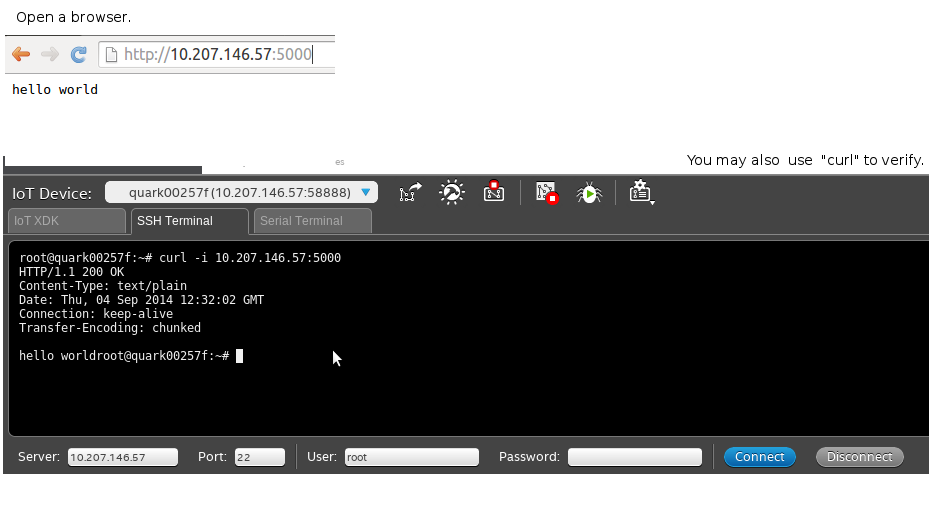 Open a browser.
http://10.207.146.57:5000
hello world
es
You may also use "curl" to verify.
IoT Device: quark00257f (10.207.146.57:58888)
IoT XDK SSH Terminal Serial Terminal
root@quark00257f:~# curl -i 10.207.146.57:5000
HTTP/1.1 200 OK
Content-Type: text/plain
Date: Thu, 04 Sep 2014 12:32:02 GMT
Connection: keep-alive
Transfer-Encoding: chunked
hello worldroot@quark00257f:~#
Server: 10.207.146.57 Port: 22 User: root Password: Connect Disconnect